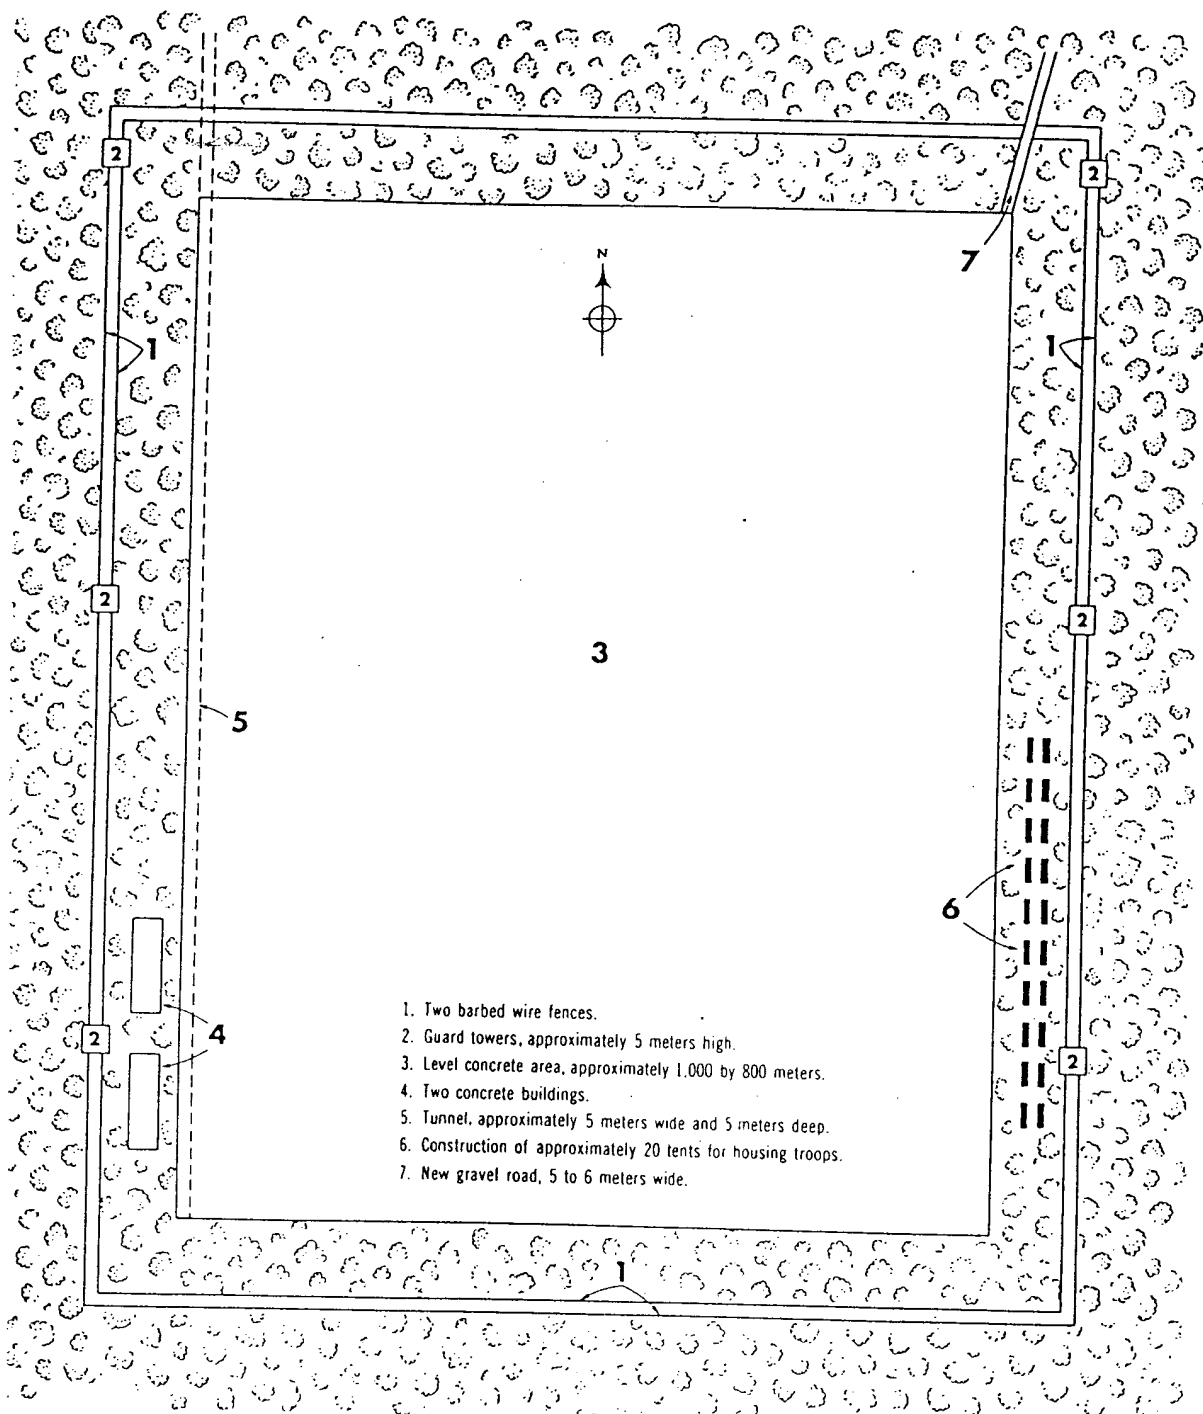 2
2
N
7
1
1
2
2
3
5
6
4
2
2
1. Two barbed wire fences.
2. Guard towers, approximately 5 meters high.
3. Level concrete area, approximately 1,000 by 800 meters.
4. Two concrete buildings.
5. Tunnel, approximately 5 meters wide and 5 meters deep.
6. Construction of approximately 20 tents for housing troops.
7. New gravel road, 5 to 6 meters wide.
1